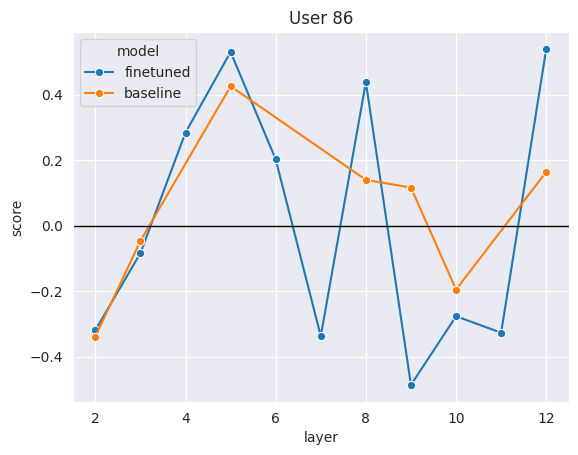 User 86
model
finetuned
baseline
score
0.4
0.2
0.0
−0.2
−0.4
2 4 6 8 10 12
layer